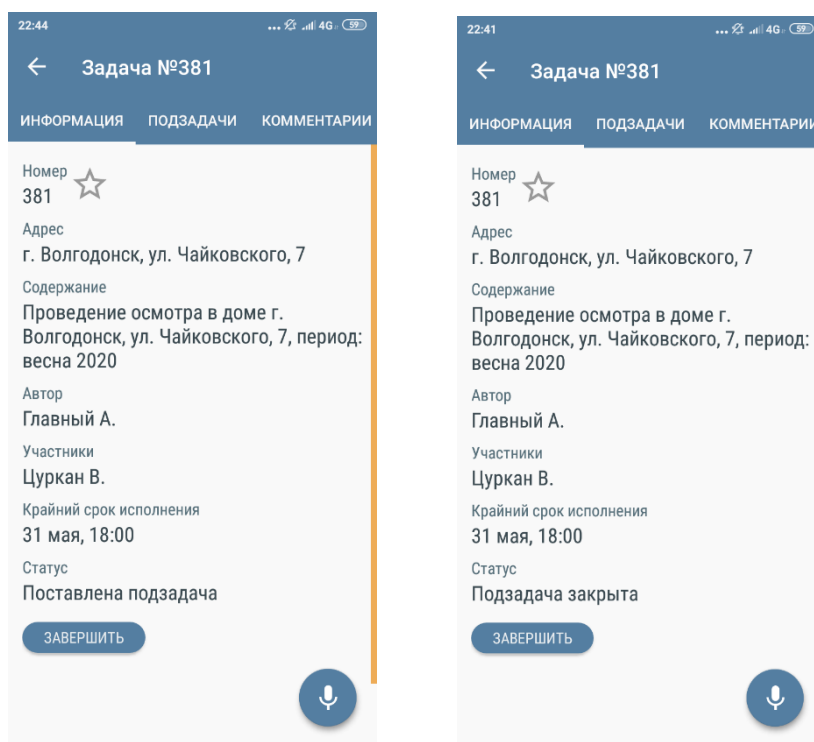 22:44
... 4G 59
Задача №381
ИНФОРМАЦИЯ ПОДЗАДАЧИ КОММЕНТАРИИ
Номер
381
Адрес
г. Волгодонск, ул. Чайковского, 7
Содержание
Проведение осмотра в доме г.
Волгодонск, ул. Чайковского, 7, период:
весна 2020
Автор
Главный А.
Участники
Цуркан В.
Крайний срок исполнения
31 мая, 18:00
Статус
Поставлена подзадача
ЗАВЕРШИТЬ
22:41
... 4G 59
Задача №381
ИНФОРМАЦИЯ ПОДЗАДАЧИ КОММЕНТАРИИ
Номер
381
Адрес
г. Волгодонск, ул. Чайковского, 7
Содержание
Проведение осмотра в доме г.
Волгодонск, ул. Чайковского, 7, период:
весна 2020
Автор
Главный А.
Участники
Цуркан В.
Крайний срок исполнения
31 мая, 18:00
Статус
Подзадача закрыта
ЗАВЕРШИТЬ